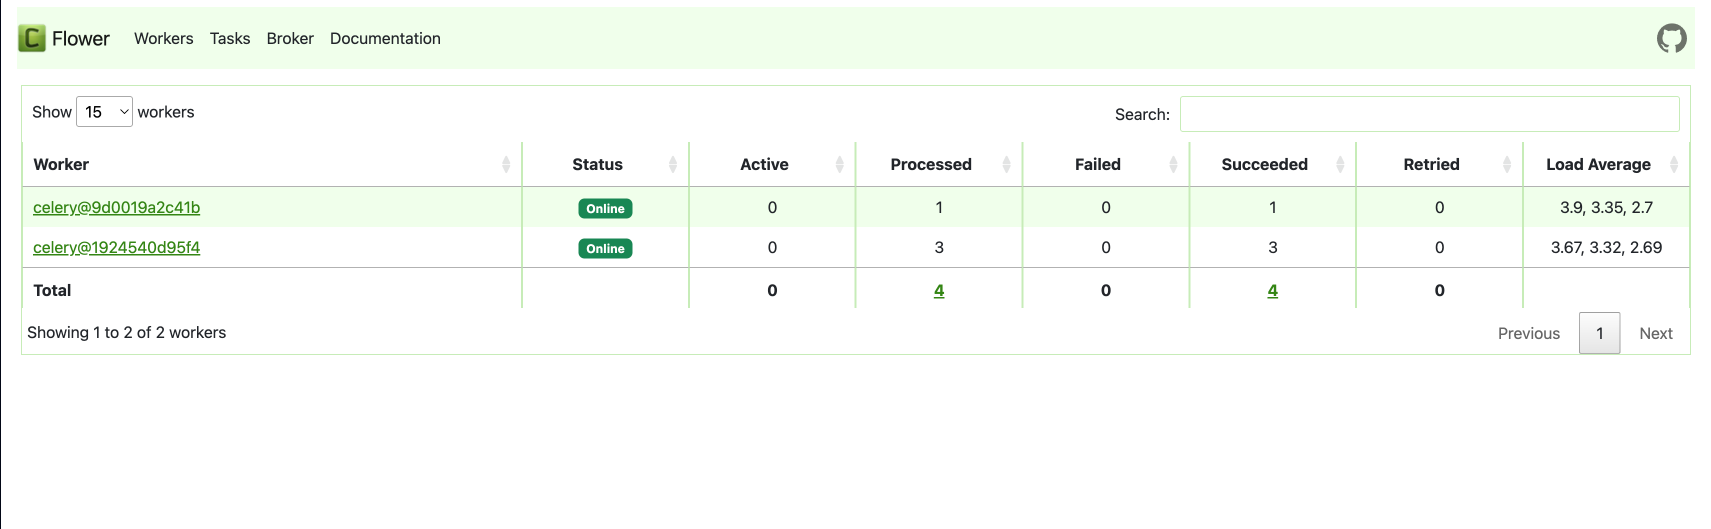 C Flower Workers Tasks Broker Documentation
Show 15 workers Search:
Worker Status Active Processed Failed Succeeded Retried Load Average
celery@9d0019a2c41b Online 0 1 0 1 0 3.9, 3.35, 2.7
celery@1924540d95f4 Online 0 3 0 3 0 3.67, 3.32, 2.69
Total 0 4 0 4 0
Showing 1 to 2 of 2 workers Previous 1 Next